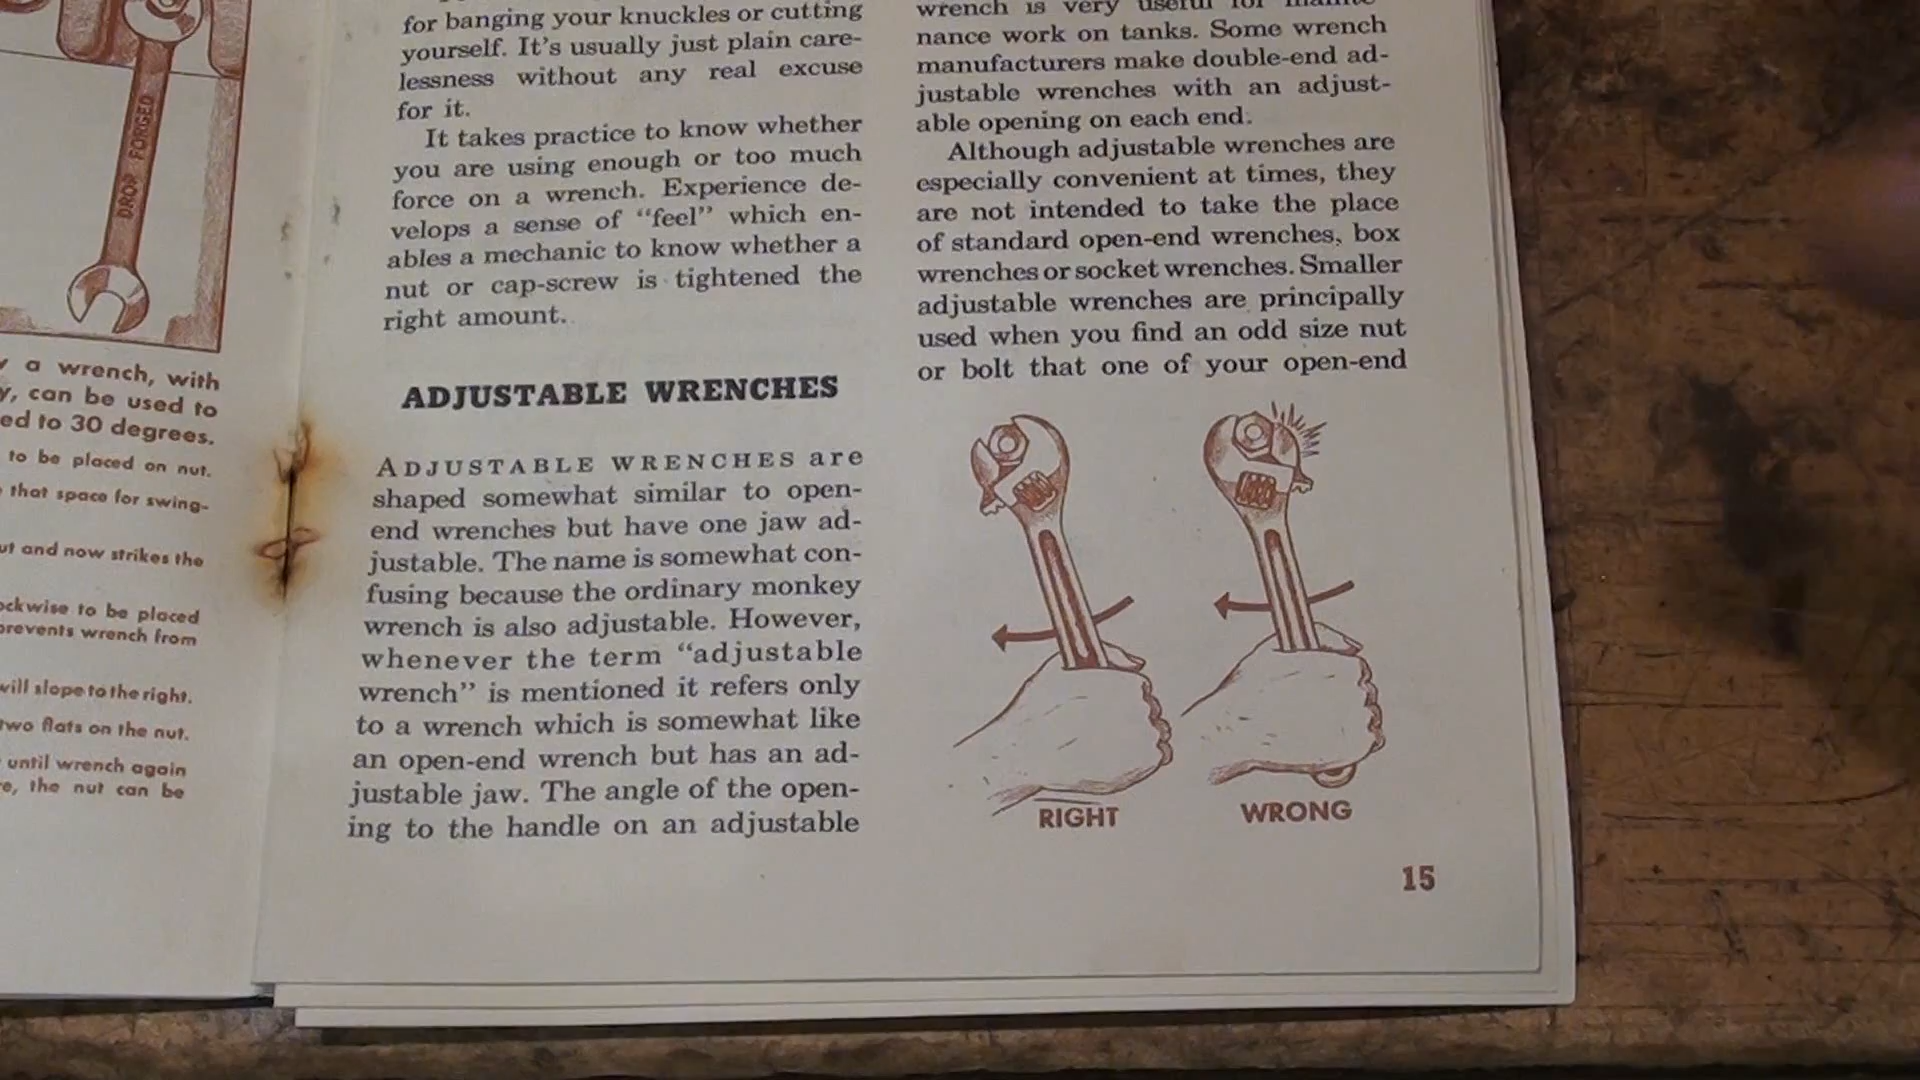 DROP FORGED
a wrench, with
can be used to
to 30 degrees.
to be placed on nut.
that space for swing-
and now strikes the
to be placed
wrench from
will slope to the right.
two flats on the nut.
until wrench again
the nut can be
for banging your knuckles or cutting
yourself. It's usually just plain care-
lessness without any real excuse
for it.
It takes practice to know whether
you are using enough or too much
force on a wrench. Experience de-
velops a sense of "feel" which en-
ables a mechanic to know whether a
nut or cap-screw is tightened the
right amount.
ADJUSTABLE WRENCHES
ADJUSTABLE WRENCHES are
shaped somewhat similar to open-
end wrenches but have one jaw ad-
justable. The name is somewhat con-
fusing because the ordinary monkey
wrench is also adjustable. However,
whenever the term "adjustable
wrench" is mentioned it refers only
to a wrench which is somewhat like
an open-end wrench but has an ad-
justable jaw. The angle of the open-
ing to the handle on an adjustable
wrench is very useful for mainte-
nance work on tanks. Some wrench
manufacturers make double-end ad-
justable wrenches with an adjust-
able opening on each end.
Although adjustable wrenches are
especially convenient at times, they
are not intended to take the place
of standard open-end wrenches, box
wrenches or socket wrenches. Smaller
adjustable wrenches are principally
used when you find an odd size nut
or bolt that one of your open-end
RIGHT
WRONG
15